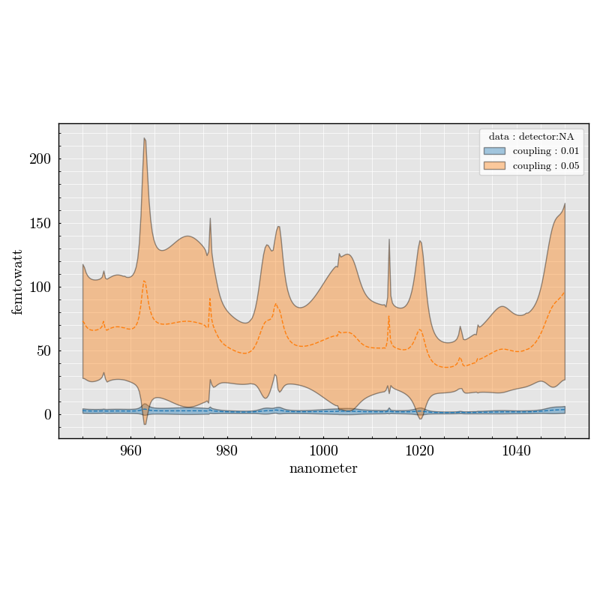 data : detector:NA
coupling : 0.01
coupling : 0.05
200
150
100
50
0
femtowatt
960
980
1000
1020
1040
nanometer